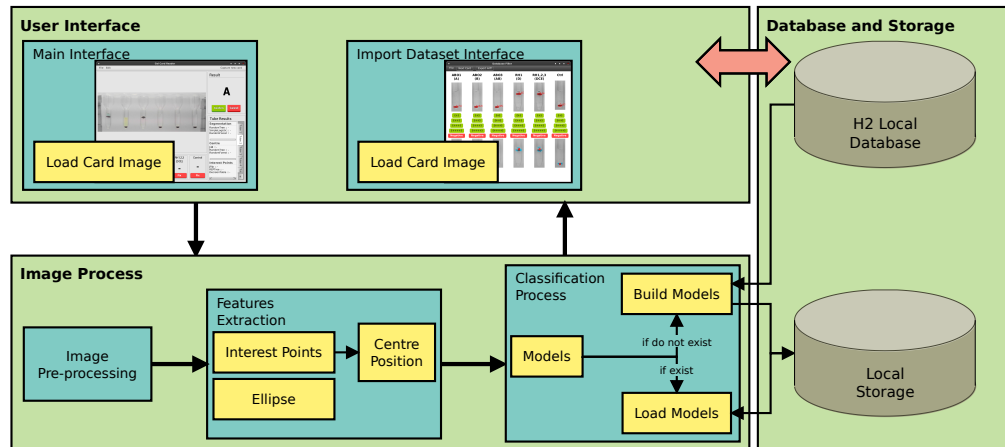 User Interface
Main Interface
Result
A
Tube Results
Load Card Image
Import Dataset Interface
Load Card Image
Database and Storage
H2 Local
Database
Local
Storage
Image Process
Image
Pre-processing
Features
Extraction
Interest Points
Centre
Position
Ellipse
Classification
Process
Models
Build Models
if do not exist
if exist
Load Models